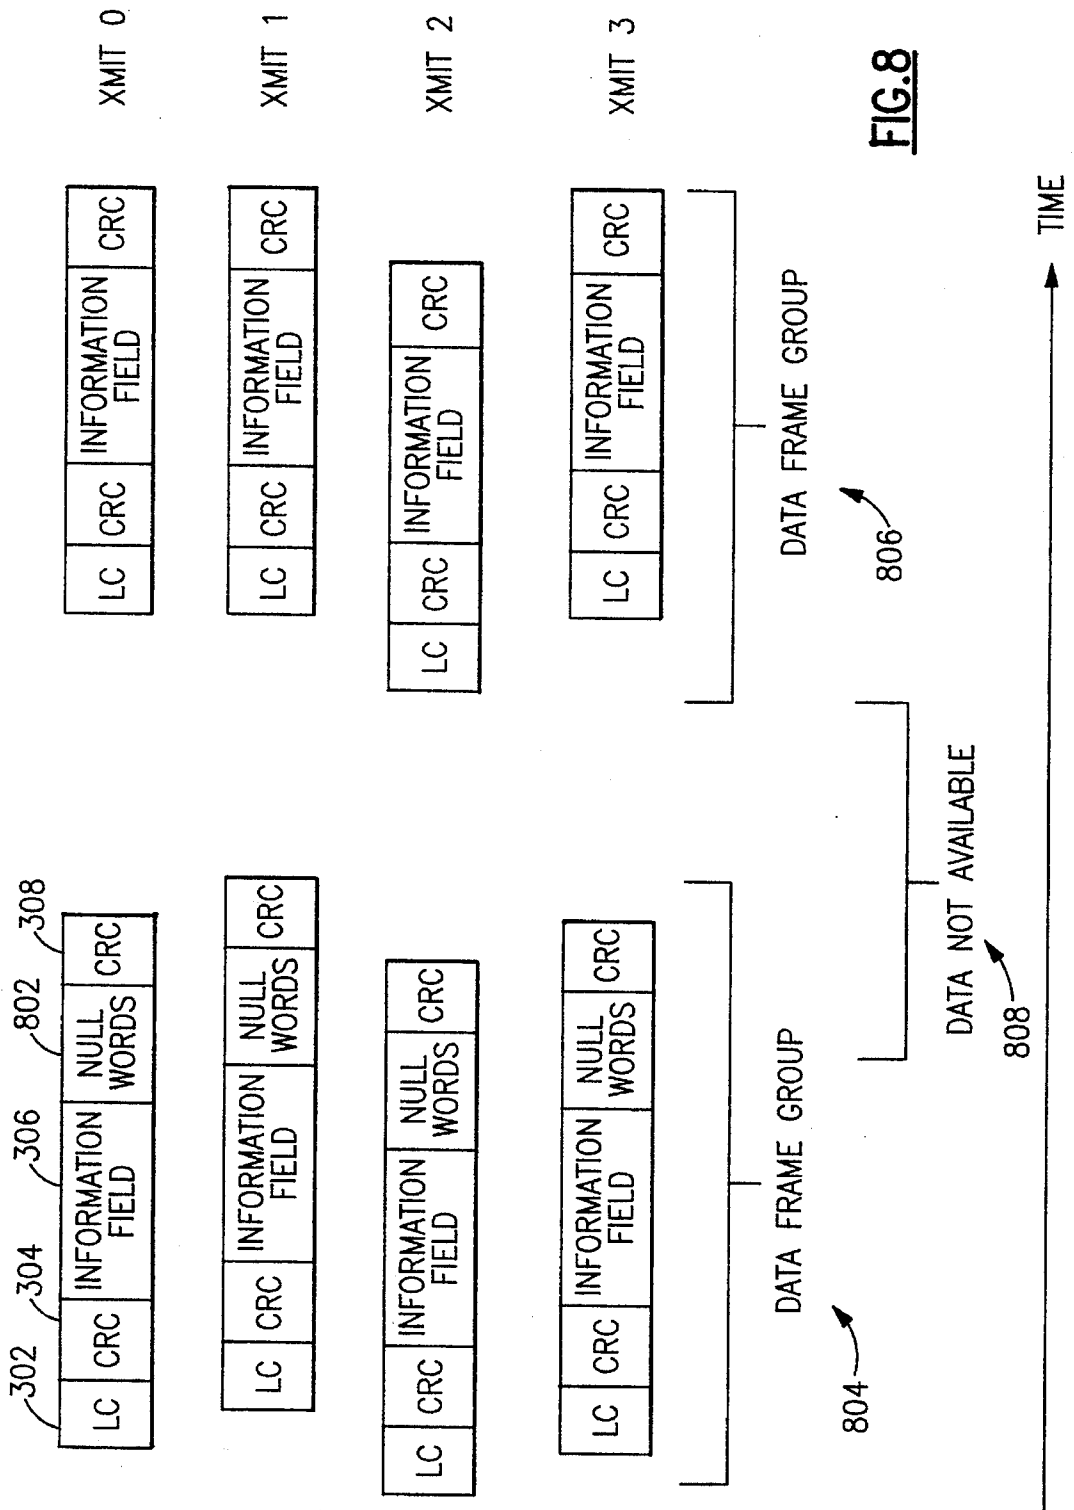 302
304
306
802
308
LC
CRC
INFORMATION
FIELD
NULL
WORDS
CRC
LC
CRC
INFORMATION
FIELD
CRC
XMIT 0
LC
CRC
INFORMATION
FIELD
NULL
WORDS
CRC
LC
CRC
INFORMATION
FIELD
CRC
XMIT 1
LC
CRC
INFORMATION
FIELD
NULL
WORDS
CRC
LC
CRC
INFORMATION
FIELD
CRC
XMIT 2
LC
CRC
INFORMATION
FIELD
NULL
WORDS
CRC
LC
CRC
INFORMATION
FIELD
CRC
XMIT 3
DATA FRAME GROUP
804
DATA FRAME GROUP
806
DATA NOT AVAILABLE
808
TIME
FIG.8